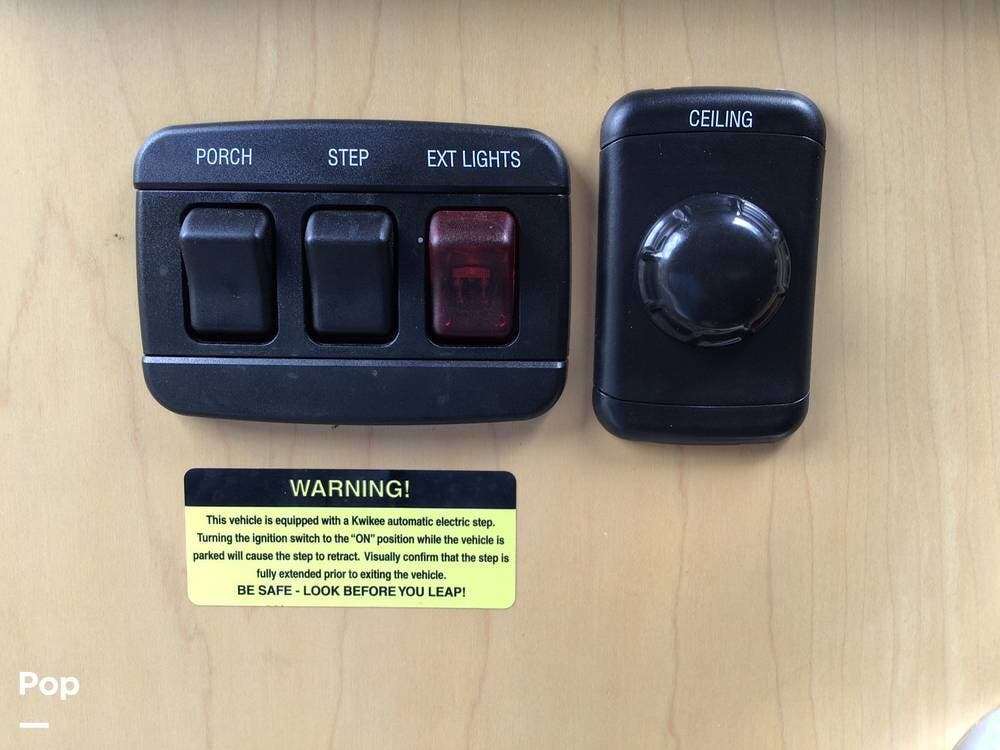 PORCH STEP EXT LIGHTS
CEILING
WARNING!
This vehicle is equipped with a Kwikee automatic electric step.
Turning the ignition switch to the “ON” position while the vehicle is
parked will cause the step to retract. Visually confirm that the step is
fully extended prior to exiting the vehicle.
BE SAFE - LOOK BEFORE YOU LEAP!
Pop